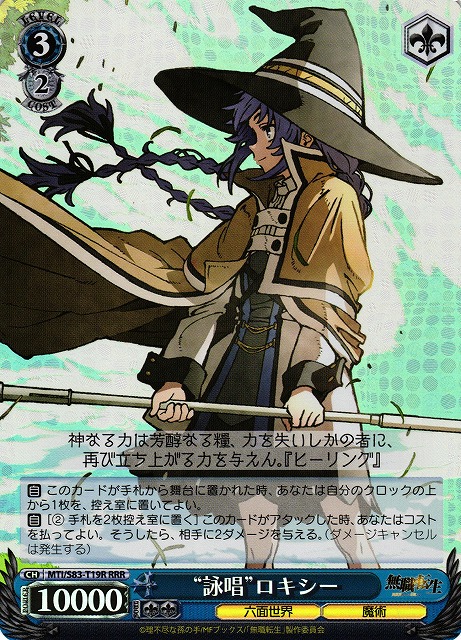 LEVEL
3
2
COST
神なる力は芳醇なる糧、力を失いしかの者に、
再び立ち上がる力を与えん。『ヒーリング』
自 このカードが手札から舞台に置かれた時、あなたは自分のクロックの上
から1枚を、控え室に置いてよい。
自 [② 手札を2枚控え室に置く] このカードがアタックした時、あなたはコスト
を払ってよい。そうしたら、相手に2ダメージを与える。(ダメージキャンセル
は発生する)
CH MTI/S83-T19R RRR
POWER 10000
SOUL
“詠唱”ロキシー
無職転生
六面世界 魔術
©理不尽な孫の手/MFブックス/「無職転生」製作委員会